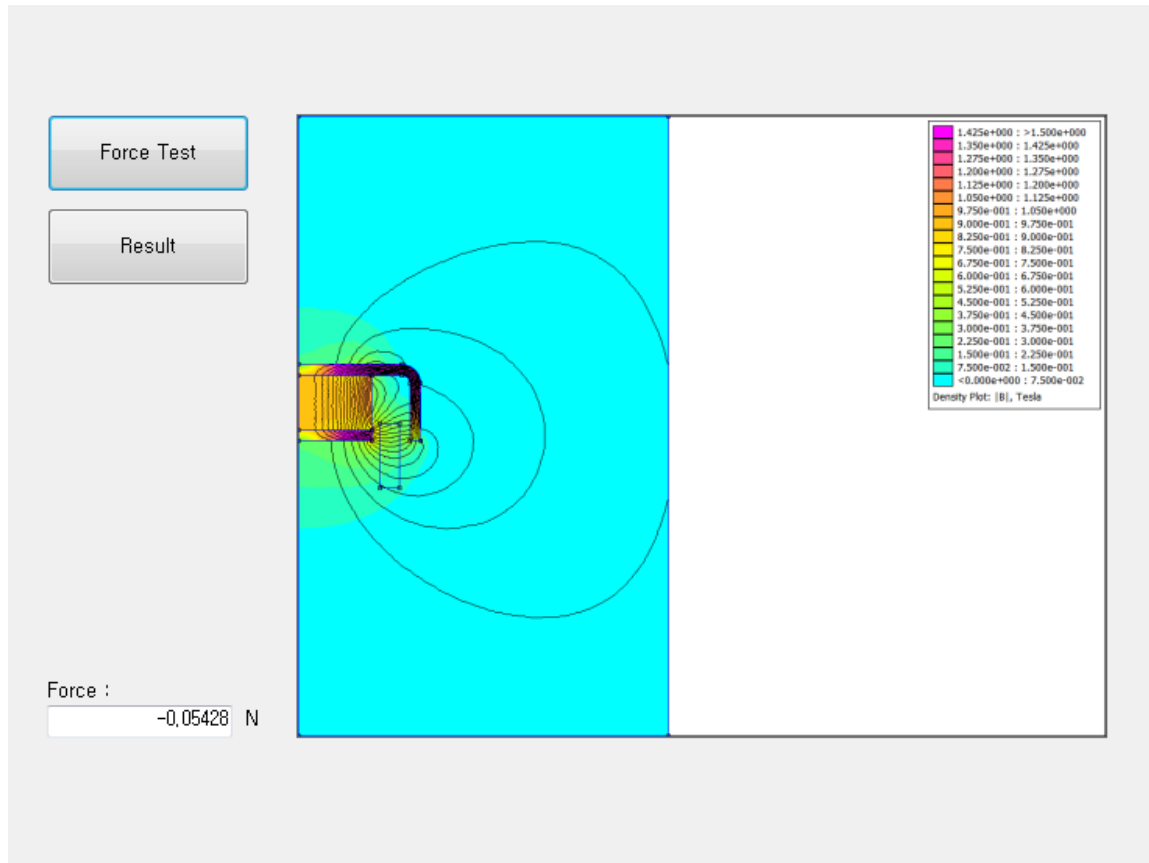 Force Test
Result
1.425e+000 : >1.500e+000
1.350e+000 : 1.425e+000
1.275e+000 : 1.350e+000
1.200e+000 : 1.275e+000
1.125e+000 : 1.200e+000
1.050e+000 : 1.125e+000
9.750e-001 : 1.050e+000
9.000e-001 : 9.750e-001
8.250e-001 : 9.000e-001
7.500e-001 : 8.250e-001
6.750e-001 : 7.500e-001
6.000e-001 : 6.750e-001
5.250e-001 : 6.000e-001
4.500e-001 : 5.250e-001
3.750e-001 : 4.500e-001
3.000e-001 : 3.750e-001
2.250e-001 : 3.000e-001
1.500e-001 : 2.250e-001
7.500e-002 : 1.500e-001
<0.000e+000 : 7.500e-002
Density Plot: |B|, Tesla
Force :
-0,05428 N